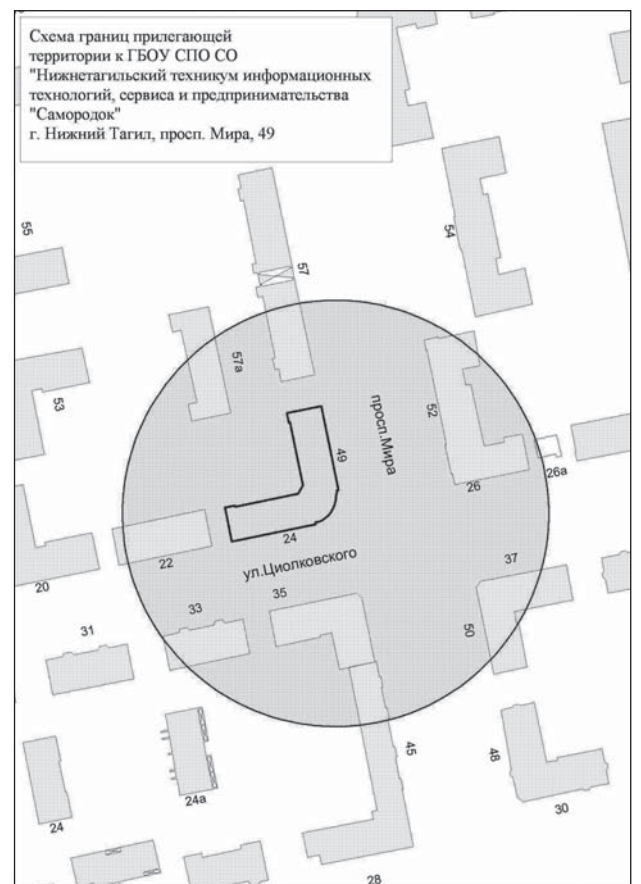 Схема границ прилегающей
территории к ГБОУ СПО СО
"Нижнетагильский техникум информационных
технологий, сервиса и предпринимательства
"Самородок"
г. Нижний Тагил, просп. Мира, 49
55
54
57
57а
53
52
просп.Мира
49
26а
26
24
22
ул.Циолковского
37
20
35
33
31
50
45
48
24а
30
24
28